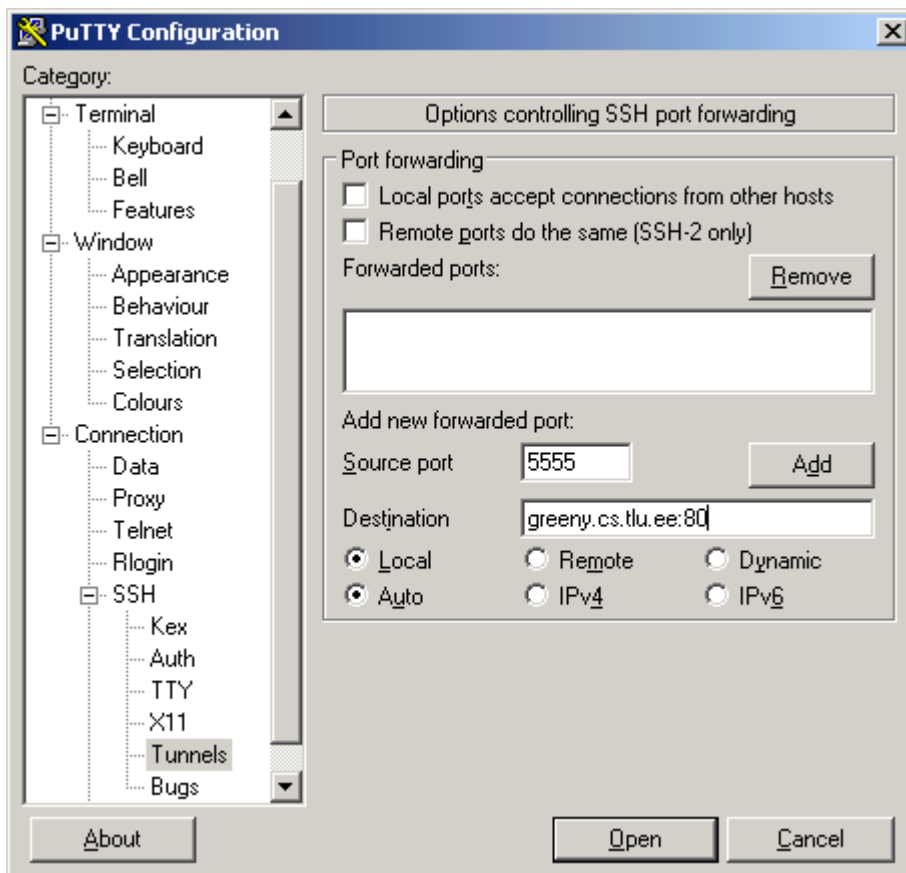 PuTTY Configuration
Category:
Terminal
Keyboard
Bell
Features
Window
Appearance
Behaviour
Translation
Selection
Colours
Connection
Data
Proxy
Telnet
Rlogin
SSH
Kex
Auth
TTY
X11
Tunnels
Bugs
Options controlling SSH port forwarding
Port forwarding
Local ports accept connections from other hosts
Remote ports do the same (SSH-2 only)
Forwarded ports:
Remove
Add new forwarded port:
Source port 5555 Add
Destination greeny.cs.tlu.ee:80
Local Remote Dynamic
Auto IPv4 IPv6
About Open Cancel